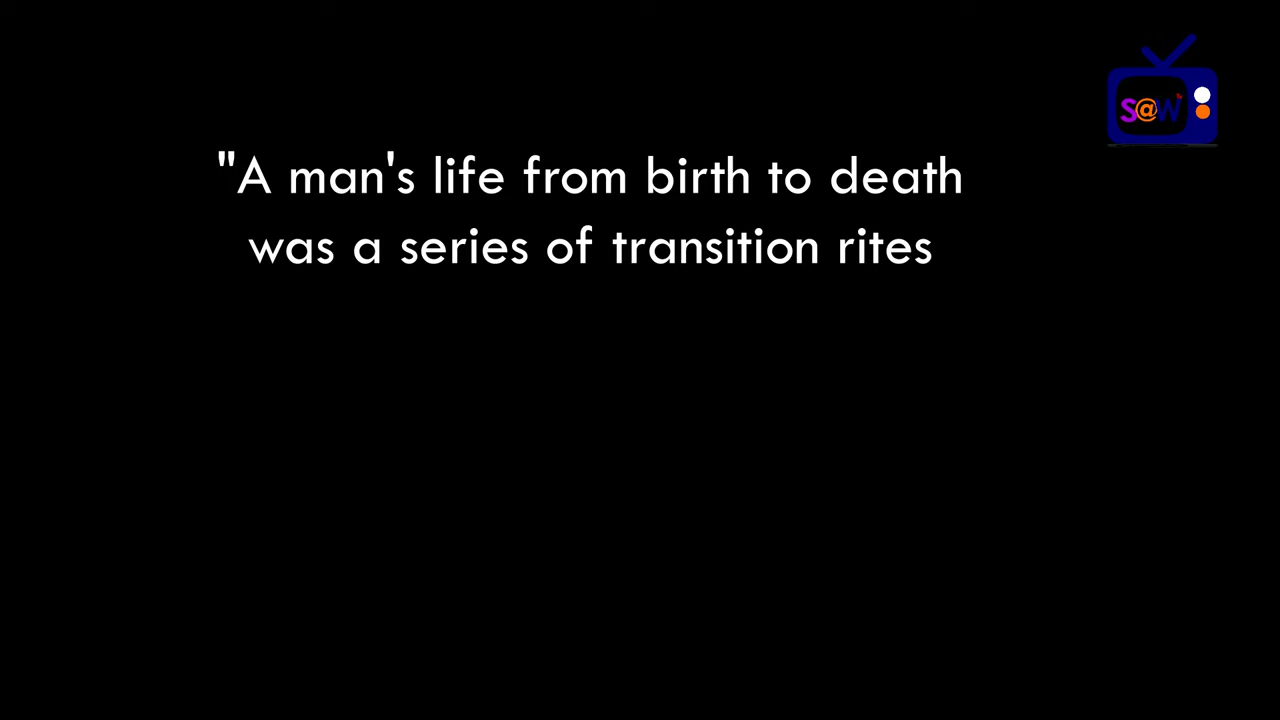 S@W
"A man's life from birth to death
was a series of transition rites